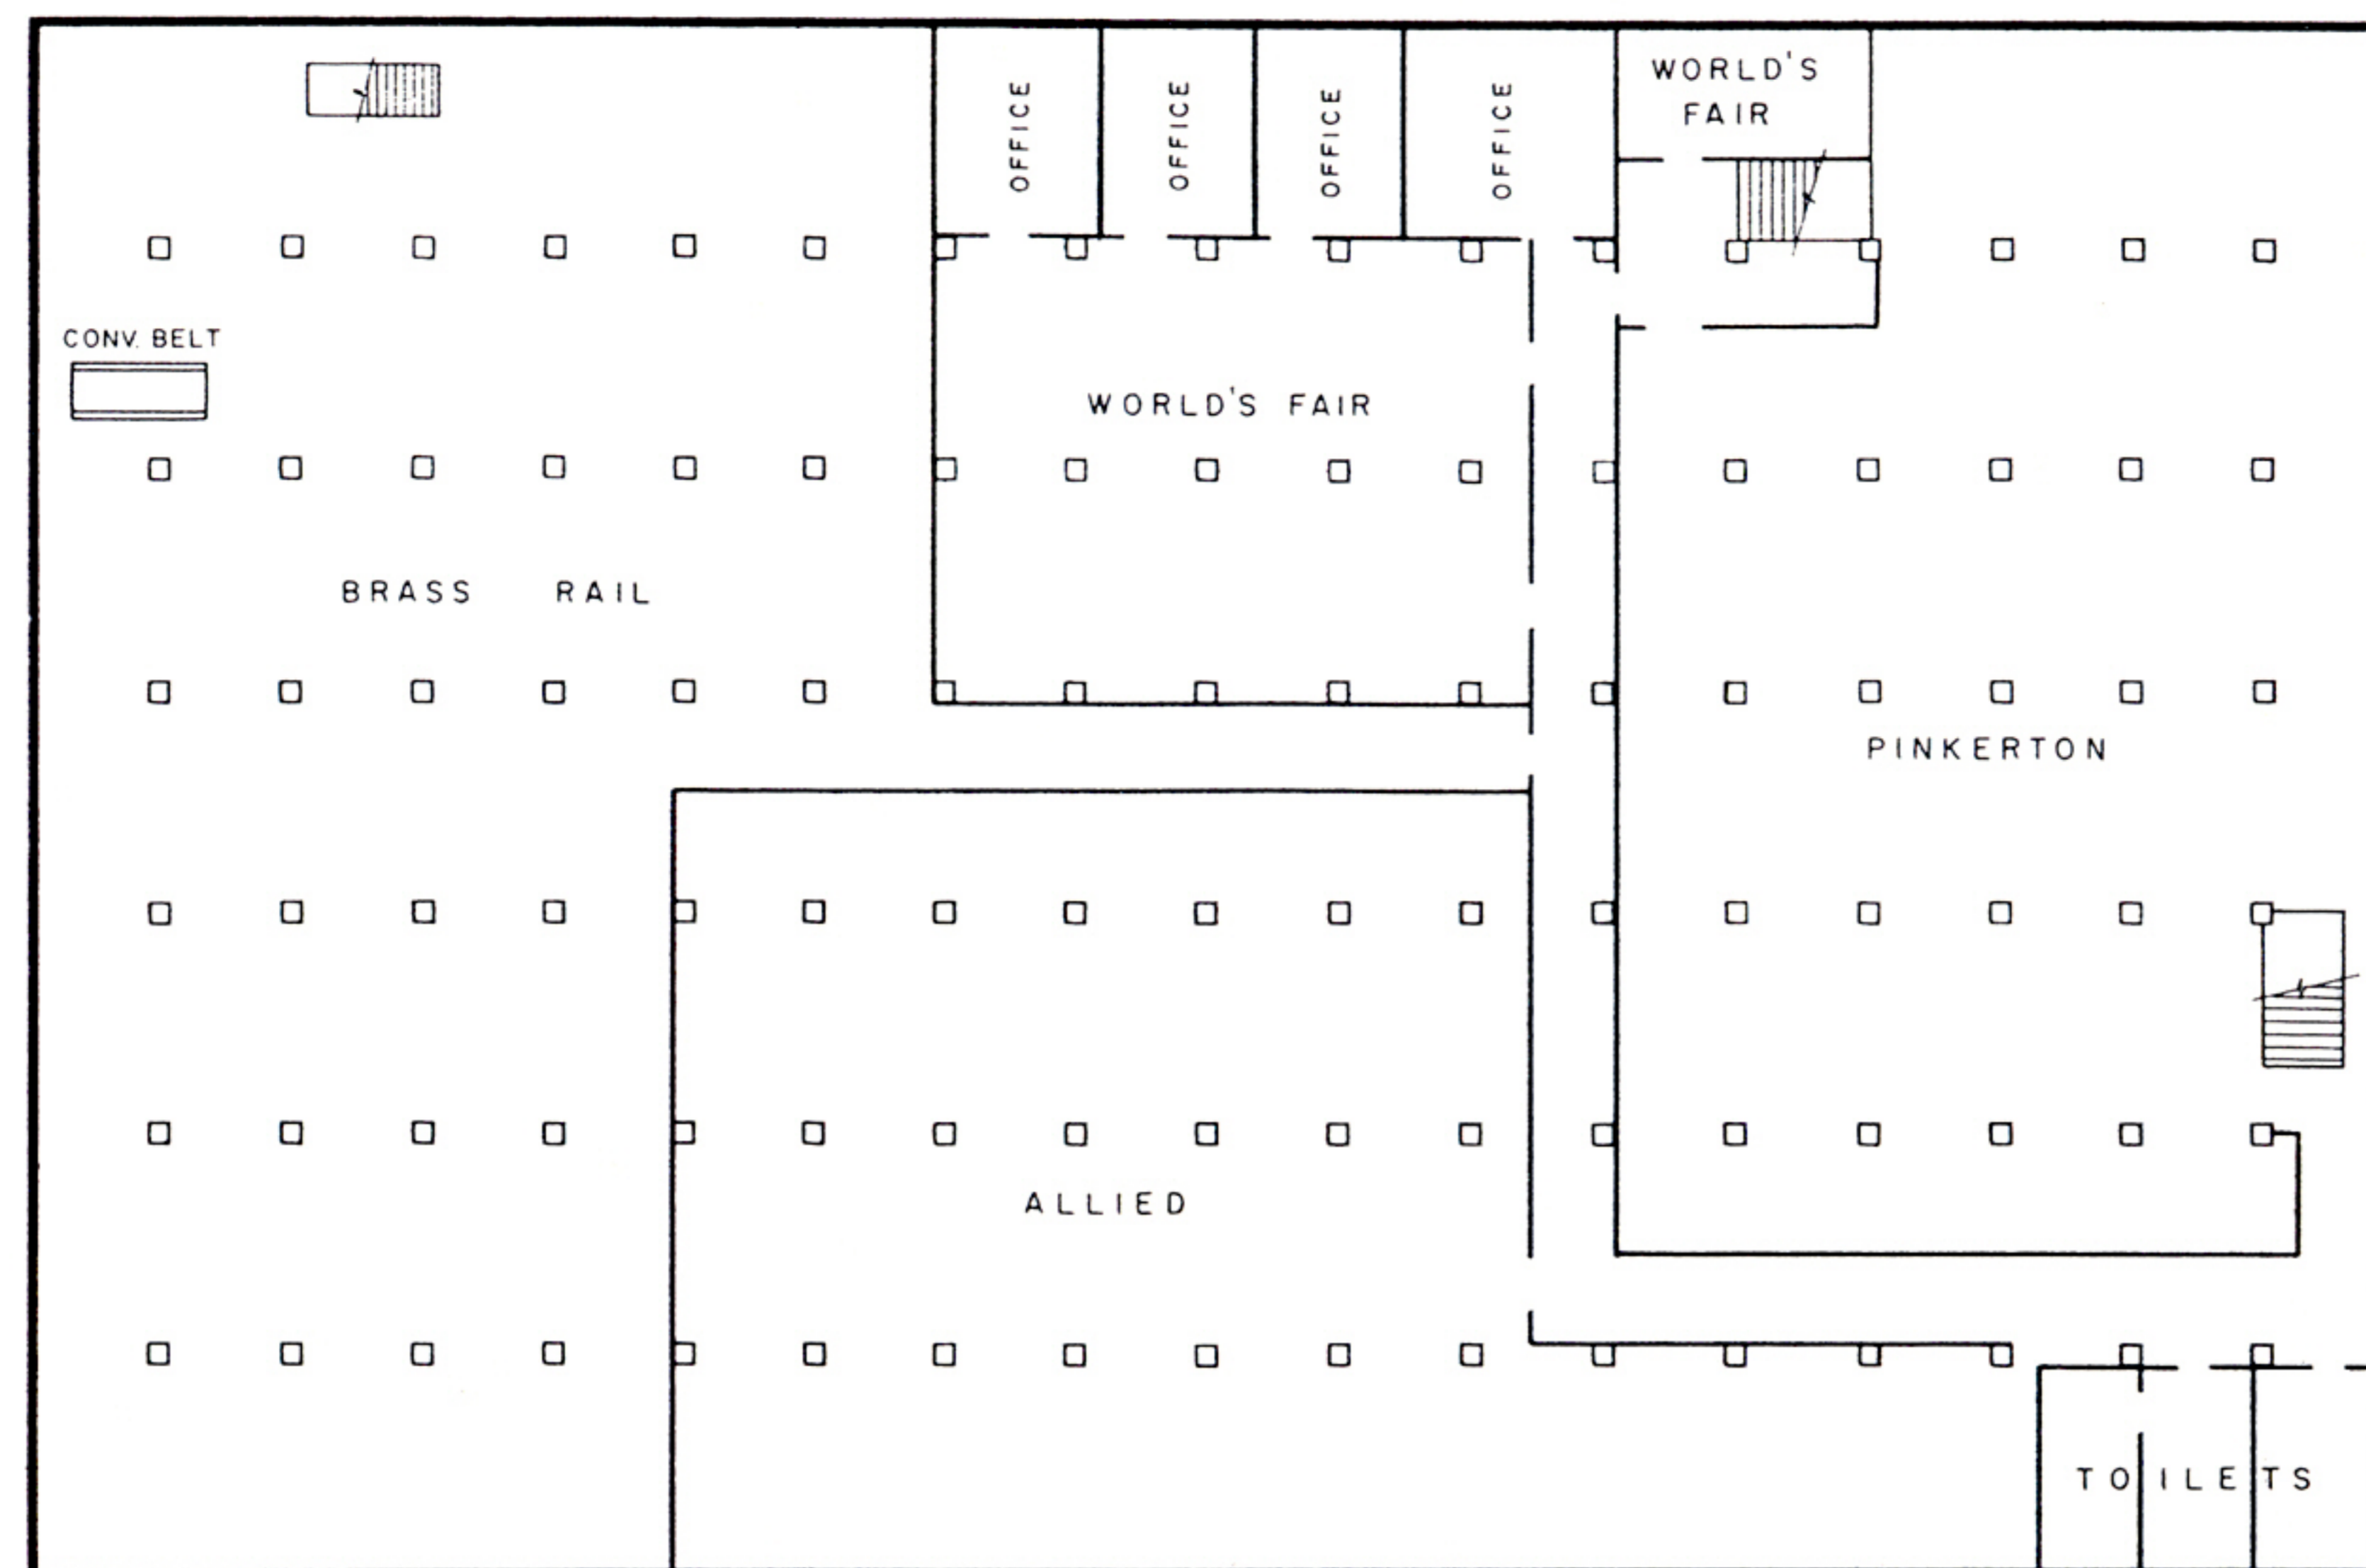 WORLD'S
FAIR
OFFICE
OFFICE
OFFICE
OFFICE
CONV. BELT
WORLD'S FAIR
BRASS RAIL
PINKERTON
ALLIED
TOILETS